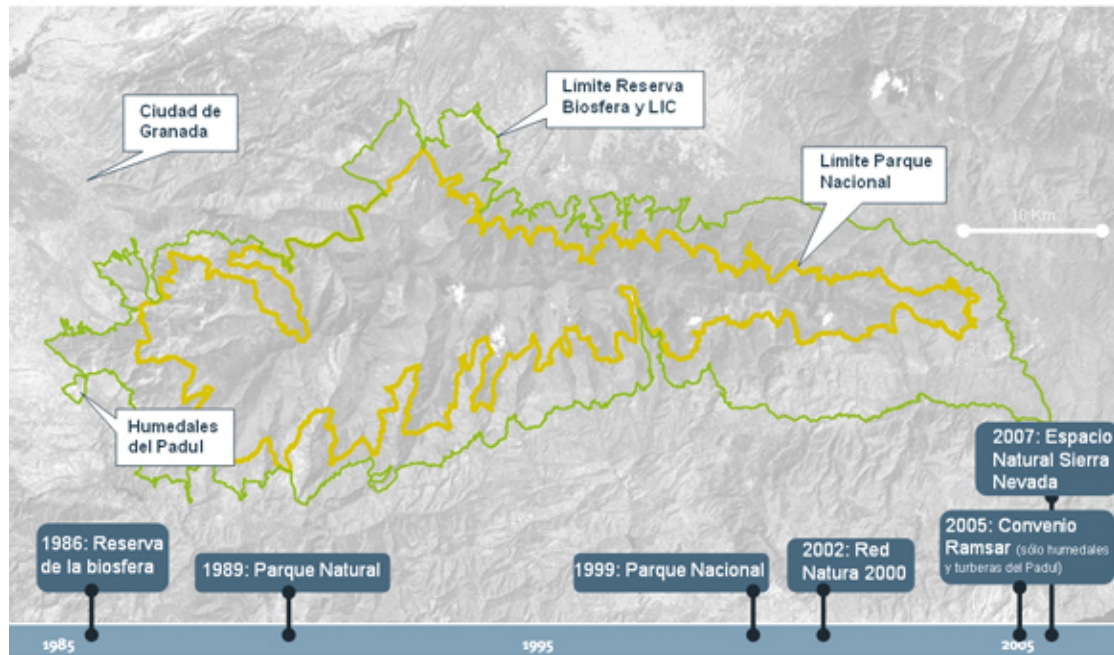 Límite Reserva
Biosfera y LIC
Ciudad de
Granada
Límite Parque
Nacional
10 Km
Humedales
del Padul
2007: Espacio
Natural Sierra
Nevada
1986: Reserva
de la biosfera
1989: Parque Natural
1999: Parque Nacional
2002: Red
Natura 2000
2005: Convenio
Ramsar (sólo humedales
y turberas del Padul)
1985
1995
2005